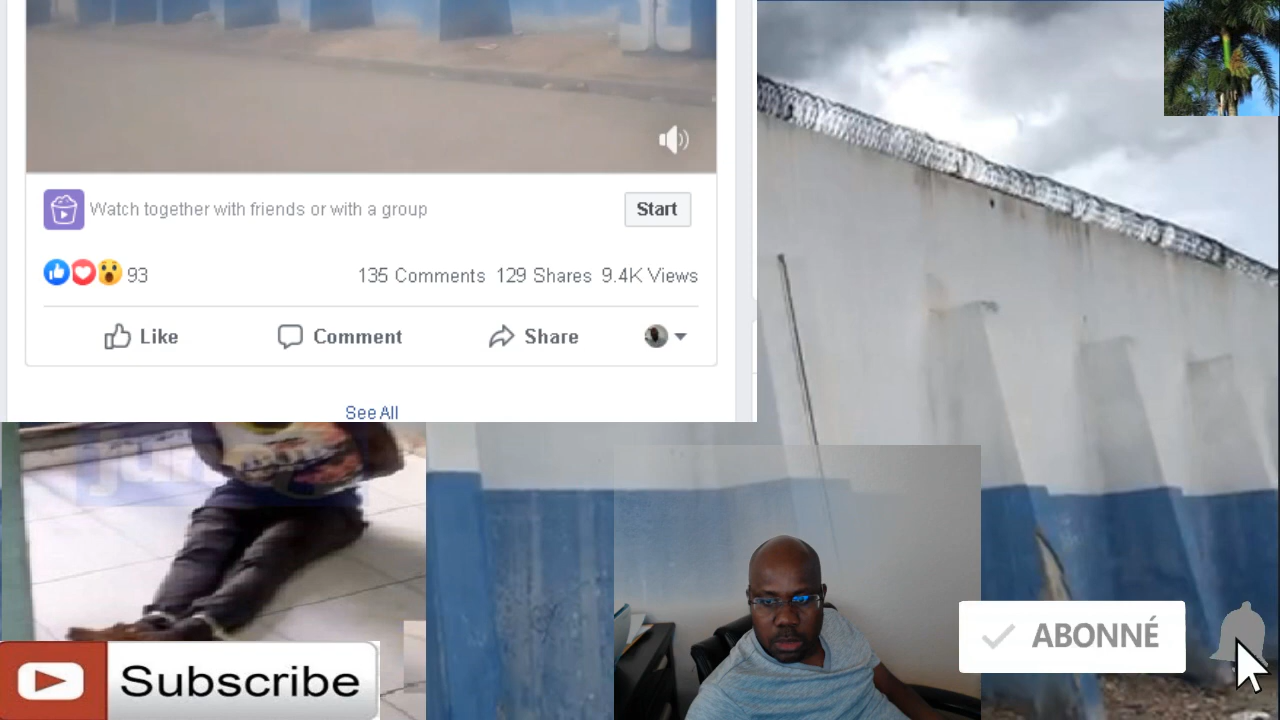 Watch together with friends or with a group
Start
93
135 Comments 129 Shares 9.4K Views
Like
Comment
Share
See All
Subscribe
ABONNÉ